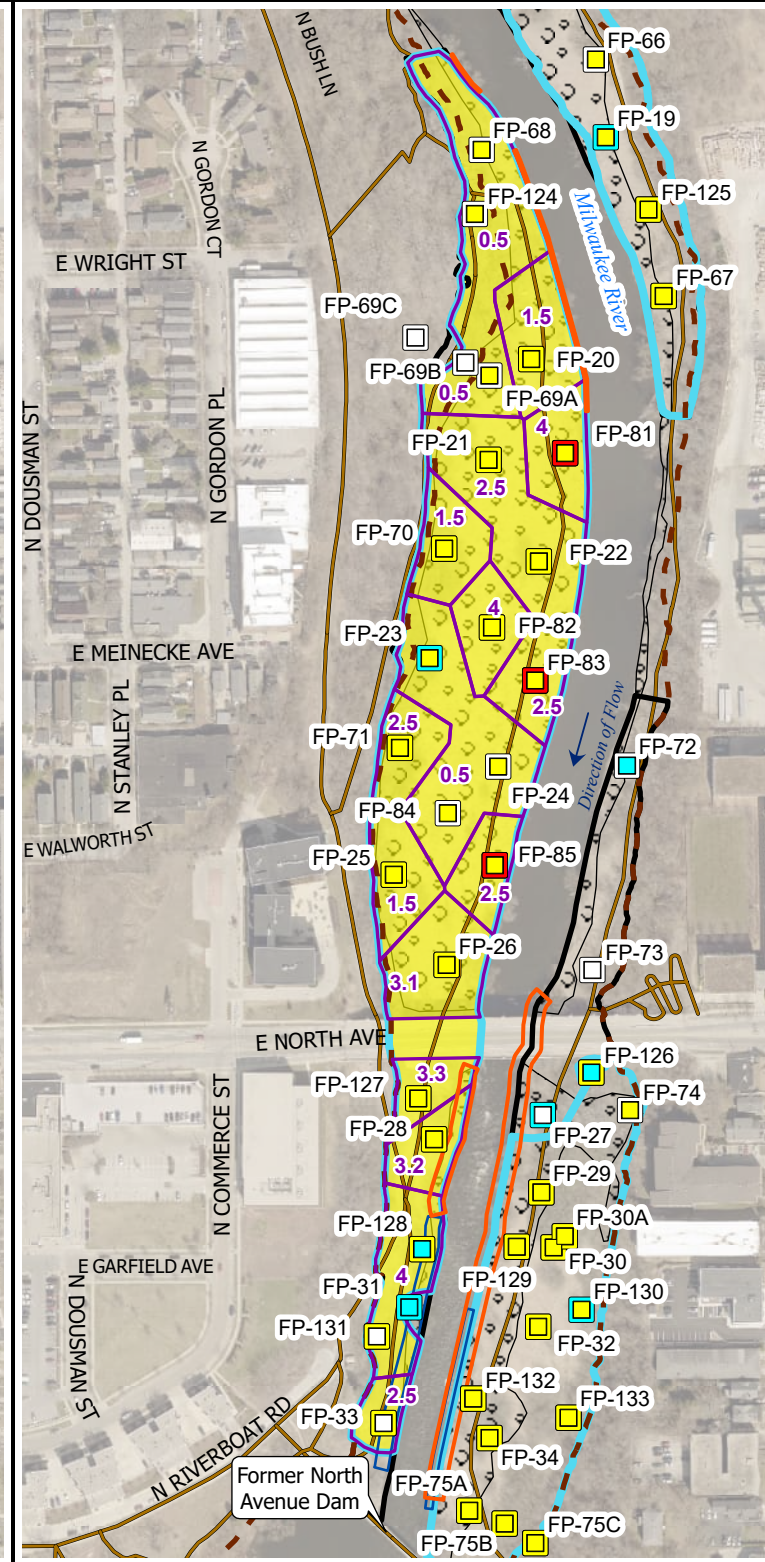 N BUSH LN
FP-66
FP-19
FP-68
N GORDON CT
FP-124
FP-125
0.5
E WRIGHT ST
Milwaukee River
FP-67
FP-69C
1.5
FP-20
FP-69B
0.5
FP-69A
N DOUSMAN ST
N GORDON PL
FP-21
4
FP-81
2.5
1.5
FP-70
FP-22
4
FP-82
FP-23
E MEINECKE AVE
FP-83
2.5
N STANLEY PL
2.5
FP-71
Direction of Flow
FP-72
0.5
FP-24
FP-84
E WALWORTH ST
FP-25
FP-85
1.5
2.5
FP-26
FP-73
3.1
E NORTH AVE
3.3
FP-126
FP-127
FP-74
N COMMERCE ST
FP-28
FP-27
3.2
FP-29
FP-128
FP-30A
FP-30
E GARFIELD AVE
4
FP-129
FP-31
FP-130
FP-131
FP-32
N DOUSMAN ST
2.5
FP-132
FP-33
FP-133
N RIVERBOAT RD
FP-34
Former North
Avenue Dam
FP-75A
FP-75B
FP-75C